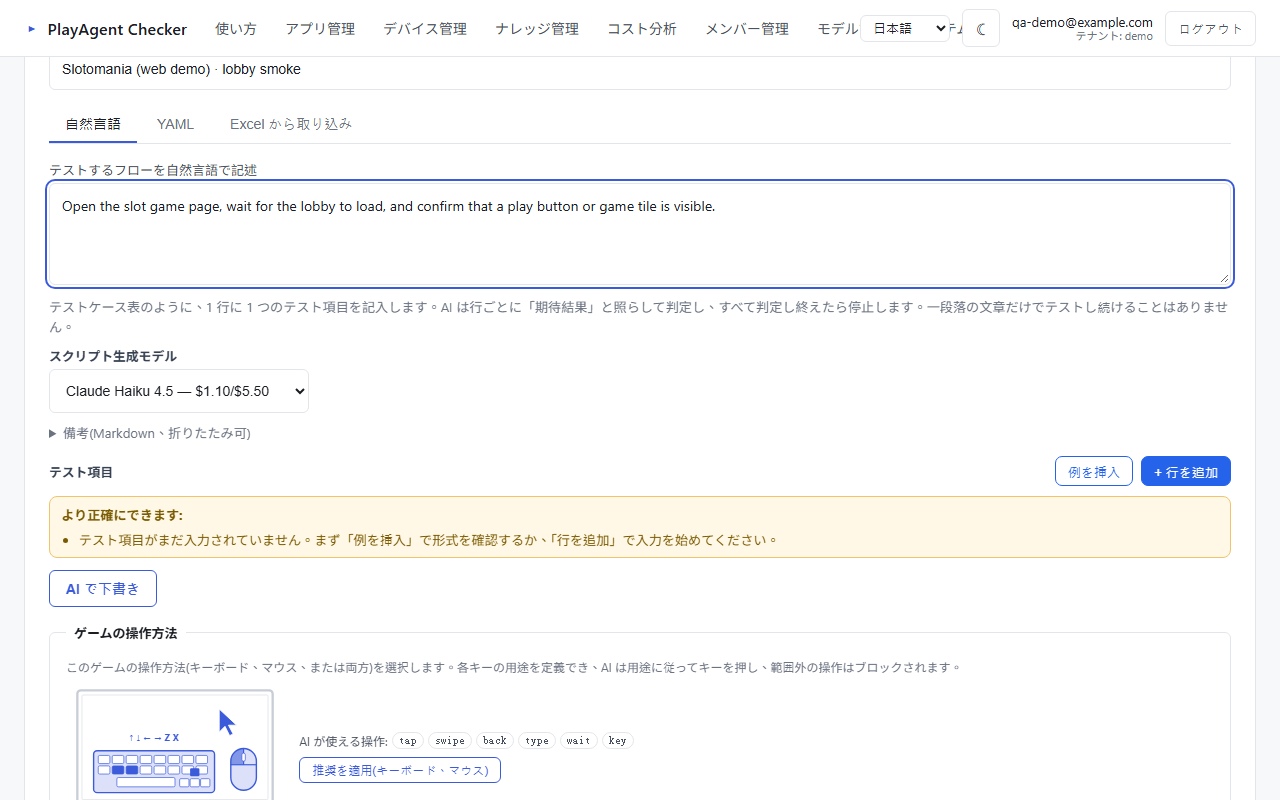 PlayAgent Checker
使い方
アプリ管理
デバイス管理
ナレッジ管理
コスト分析
メンバー管理
モデル
日本語
qa-demo@example.com
テナント: demo
ログアウト
Slotomania (web demo) · lobby smoke
自然言語
YAML
Excel から取り込み
テストするフローを自然言語で記述
Open the slot game page, wait for the lobby to load, and confirm that a play button or game tile is visible.
テストケース表のように、1 行に 1 つのテスト項目を記入します。AI は行ごとに「期待結果」と照らして判定し、すべて判定し終えたら停止します。一段落の文章だけでテストし続けることはありませ
ん。
スクリプト生成モデル
Claude Haiku 4.5 — $1.10/$5.50
備考(Markdown、折りたたみ可)
テスト項目
例を挿入
+ 行を追加
より正確にできます:
テスト項目がまだ入力されていません。まず「例を挿入」で形式を確認するか、「行を追加」で入力を始めてください。
AI で下書き
ゲームの操作方法
このゲームの操作方法(キーボード、マウス、または両方)を選択します。各キーの用途を定義でき、AI は用途に従ってキーを押し、範囲外の操作はブロックされます。
↑↓←→ Z X
AI が使える操作: tap swipe back type wait key
推奨を適用(キーボード、マウス)